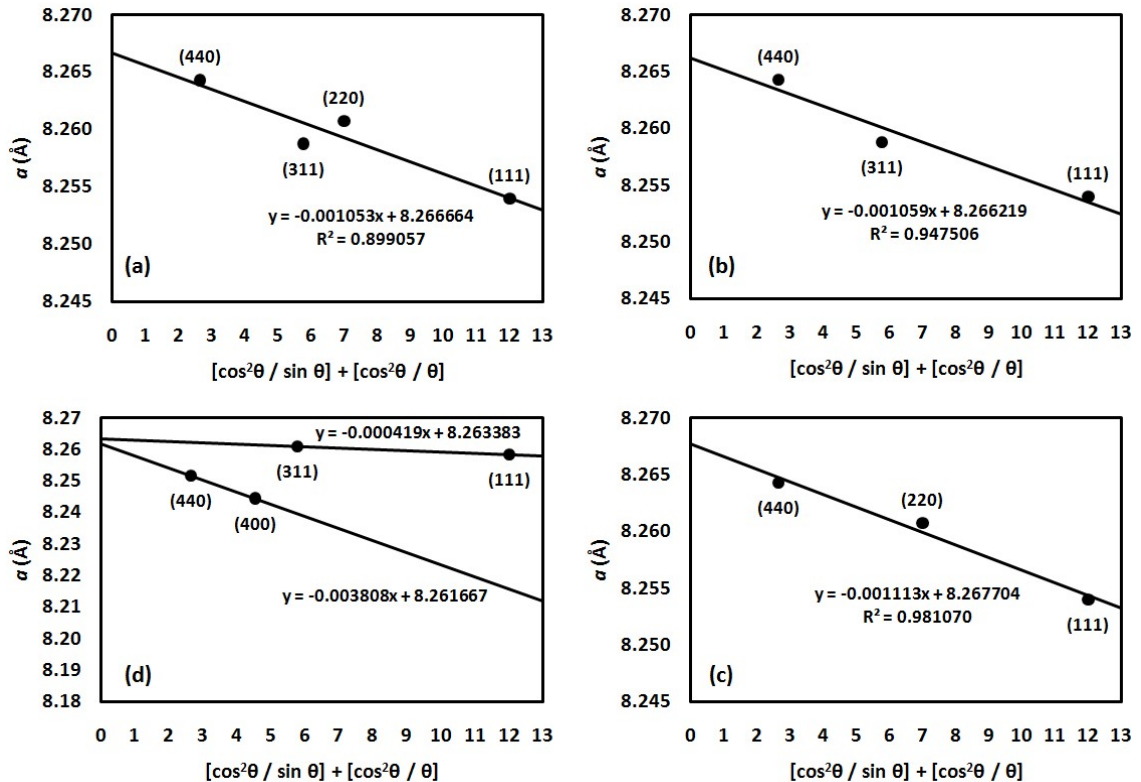 8.270
8.265
8.260
8.255
8.250
8.245
a (Å)
(440)
(220)
(311)
(111)
y = -0.001053x + 8.266664
R² = 0.899057
(a)
0 1 2 3 4 5 6 7 8 9 10 11 12 13
[cos²θ / sin θ] + [cos²θ / θ]
8.270
8.265
8.260
8.255
8.250
8.245
a (Å)
(440)
(311)
(111)
y = -0.001059x + 8.266219
R² = 0.947506
(b)
0 1 2 3 4 5 6 7 8 9 10 11 12 13
[cos²θ / sin θ] + [cos²θ / θ]
8.27
8.26
8.25
8.24
8.23
8.22
8.21
8.20
8.19
8.18
a (Å)
y = -0.000419x + 8.263383
(311)
(111)
(440)
(400)
y = -0.003808x + 8.261667
(d)
0 1 2 3 4 5 6 7 8 9 10 11 12 13
[cos²θ / sin θ] + [cos²θ / θ]
8.270
8.265
8.260
8.255
8.250
8.245
a (Å)
(440)
(220)
y = -0.001113x + 8.267704
R² = 0.981070
(111)
(c)
0 1 2 3 4 5 6 7 8 9 10 11 12 13
[cos²θ / sin θ] + [cos²θ / θ]